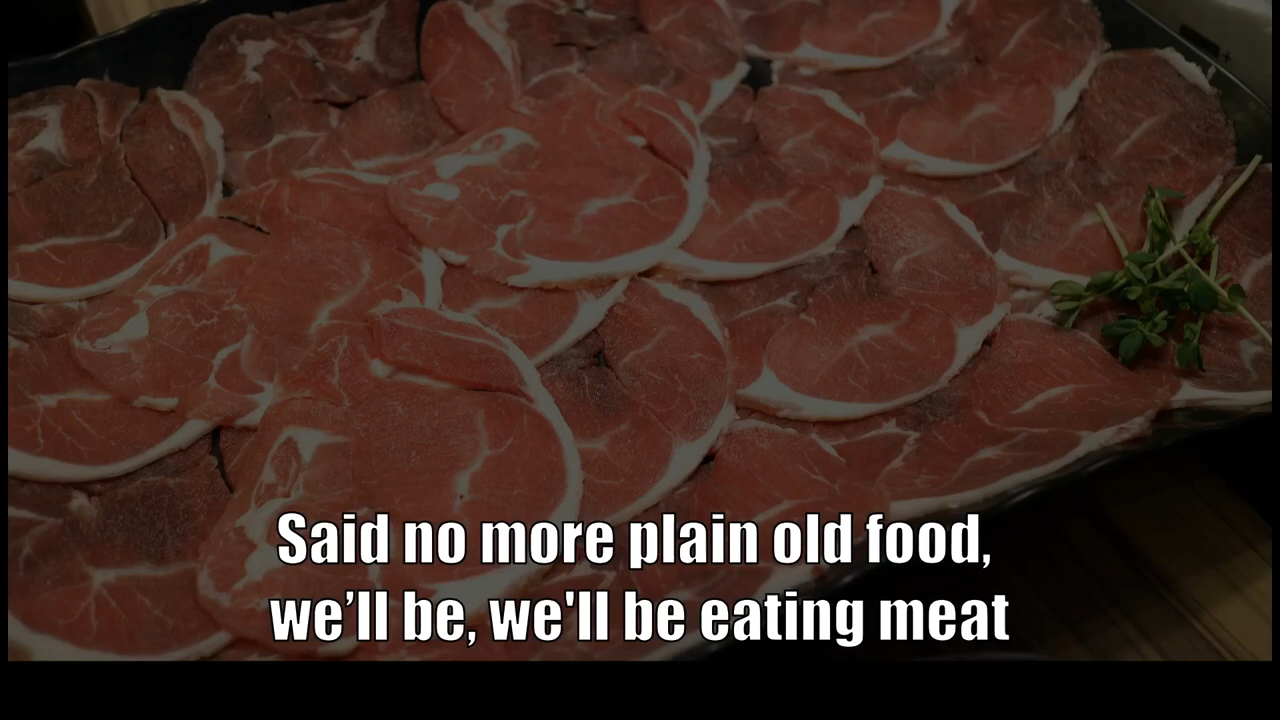 Said no more plain old food,
we’ll be, we'll be eating meat